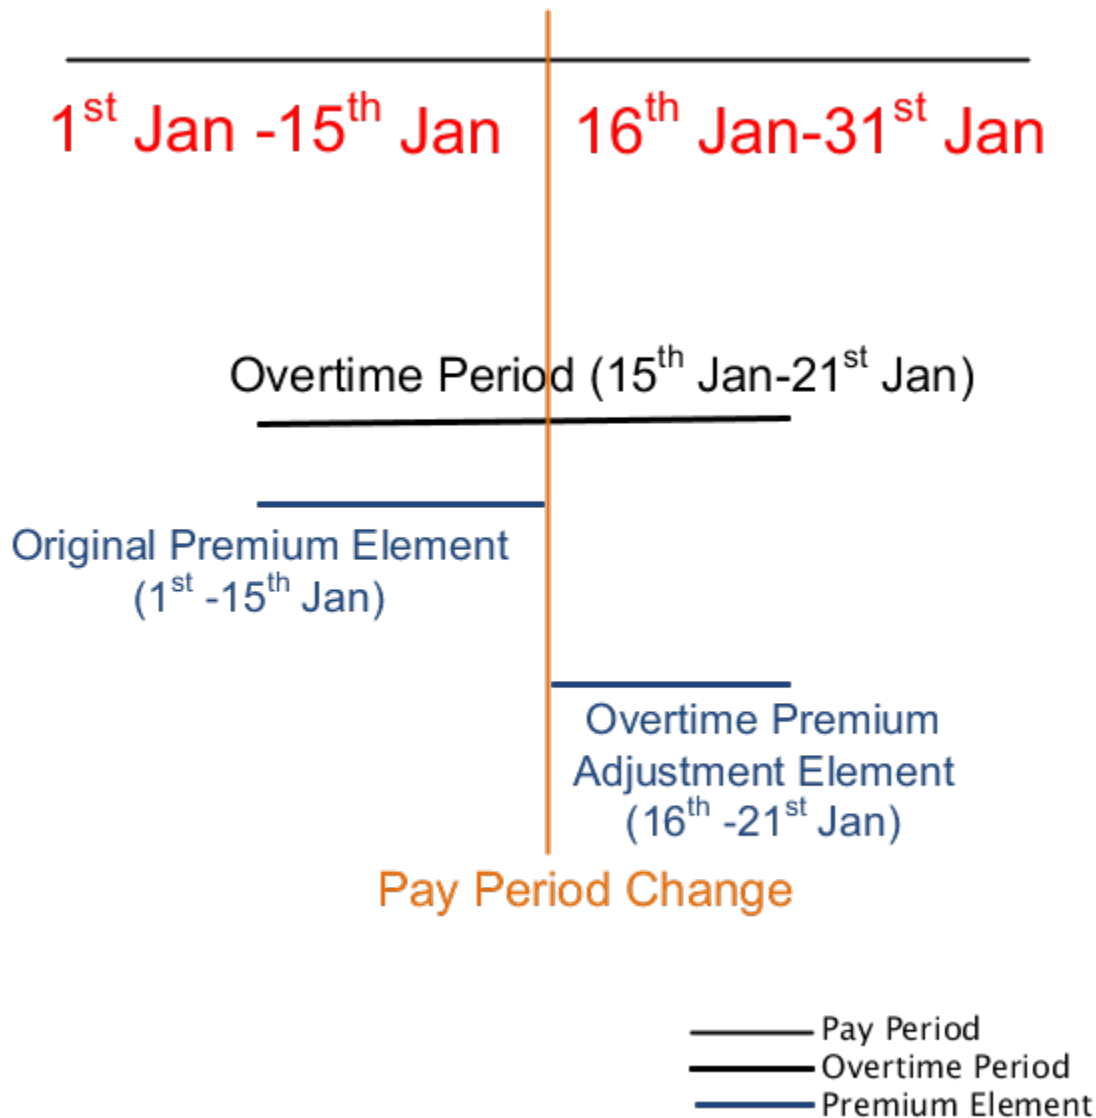 1st Jan -15th Jan
16th Jan-31st Jan
Overtime Period (15th Jan-21st Jan)
Original Premium Element
(1st -15th Jan)
Overtime Premium
Adjustment Element
(16th -21st Jan)
Pay Period Change
Pay Period
Overtime Period
Premium Element